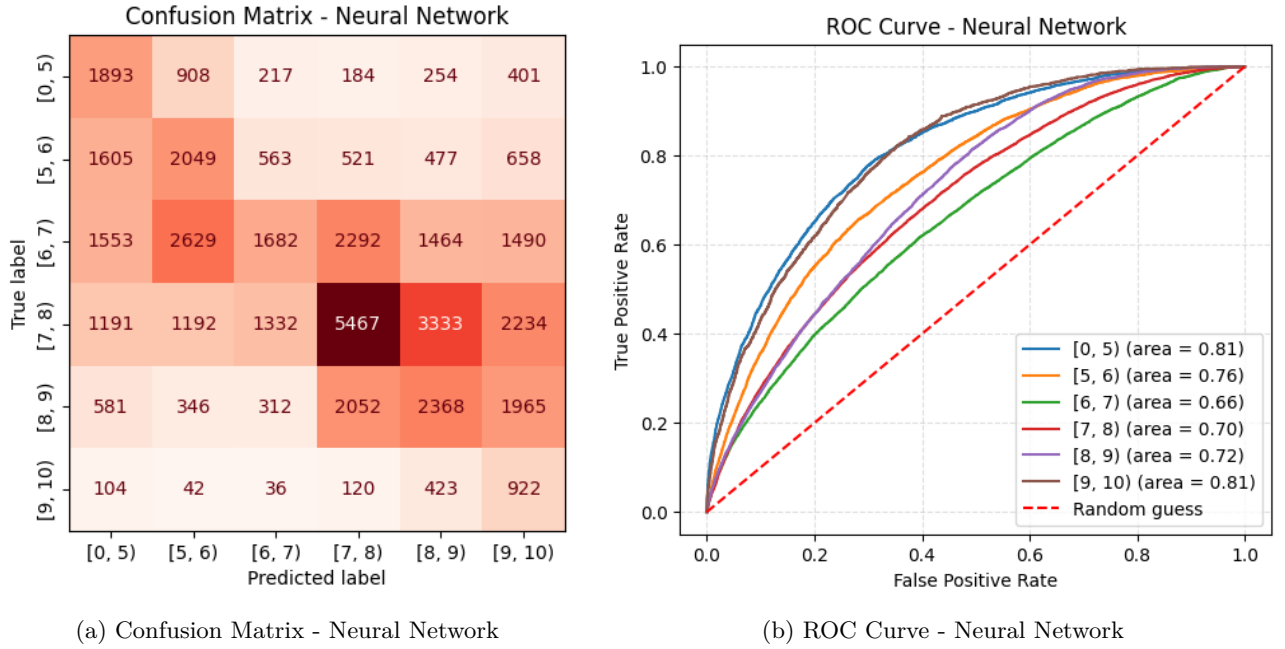 Confusion Matrix - Neural Network
[0, 5) 1893 908 217 184 254 401
[5, 6) 1605 2049 563 521 477 658
[6, 7) 1553 2629 1682 2292 1464 1490
[7, 8) 1191 1192 1332 5467 3333 2234
[8, 9) 581 346 312 2052 2368 1965
[9, 10) 104 42 36 120 423 922
True label
[0, 5) [5, 6) [6, 7) [7, 8) [8, 9) [9, 10)
Predicted label
(a) Confusion Matrix - Neural Network
ROC Curve - Neural Network
1.0
0.8
0.6
0.4
0.2
0.0
True Positive Rate
[0, 5) (area = 0.81)
[5, 6) (area = 0.76)
[6, 7) (area = 0.66)
[7, 8) (area = 0.70)
[8, 9) (area = 0.72)
[9, 10) (area = 0.81)
Random guess
0.0 0.2 0.4 0.6 0.8 1.0
False Positive Rate
(b) ROC Curve - Neural Network